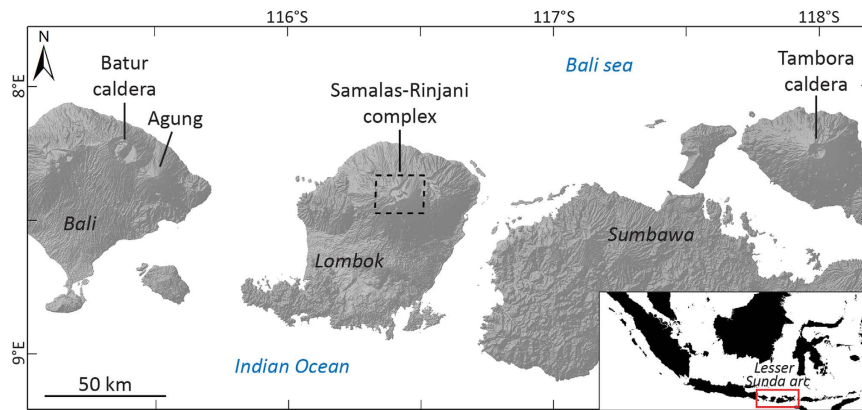 116°S
117°S
118°S
N
8°E
9°E
Batur
caldera
Agung
Samalas-Rinjani
complex
Bali sea
Tambora
caldera
Bali
Lombok
Sumbawa
Indian Ocean
50 km
Lesser
Sunda arc